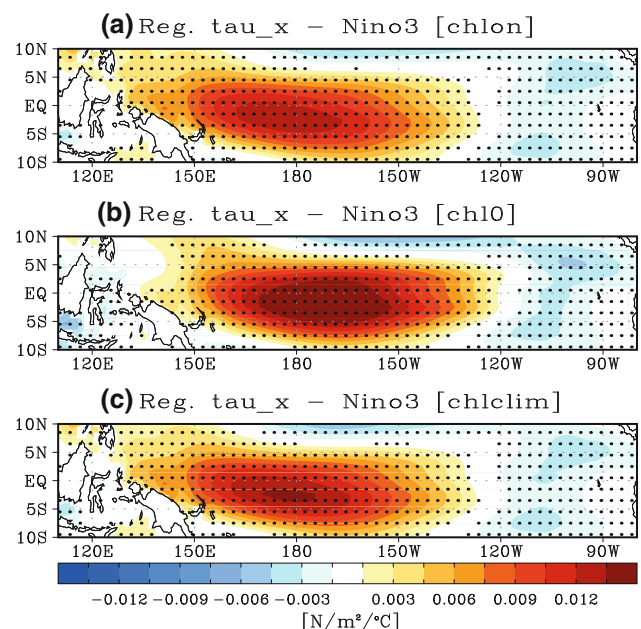 (a) Reg. tau_x − Nino3 [chlon]
10N
5N
EQ
5S
10S
120E 150E 180 150W 120W 90W
(b) Reg. tau_x − Nino3 [chl0]
10N
5N
EQ
5S
10S
120E 150E 180 150W 120W 90W
(c) Reg. tau_x − Nino3 [chlclim]
10N
5N
EQ
5S
10S
120E 150E 180 150W 120W 90W
−0.012 −0.009 −0.006 −0.003 0.003 0.006 0.009 0.012
[N/m²/°C]